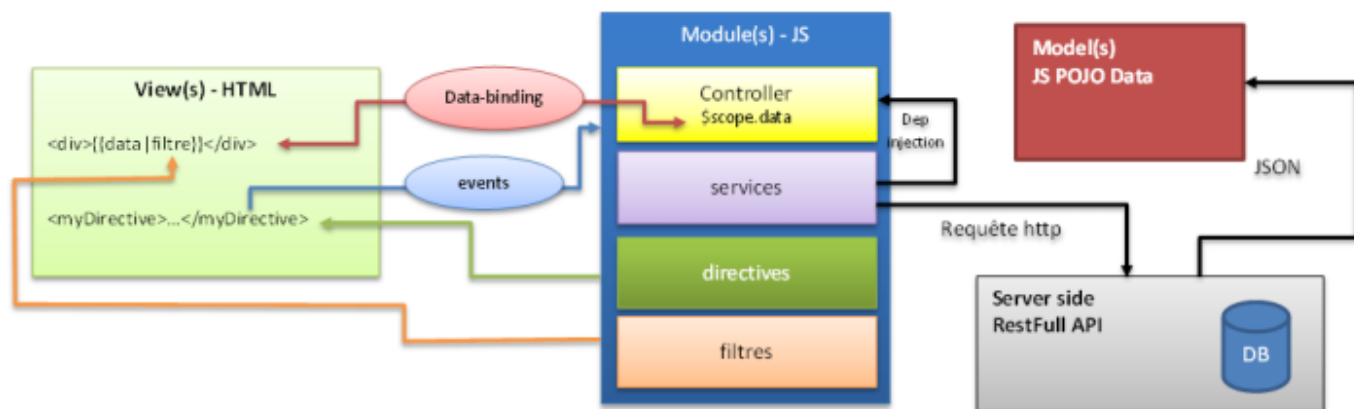 View(s) - HTML
<div>{{data|filtre}}</div>
<myDirective>...</myDirective>
Data-binding
events
Module(s) - JS
Controller
$scope.data
services
directives
filtres
Dep
injection
Requête http
Model(s)
JS POJO Data
JSON
Server side
RestFull API
DB